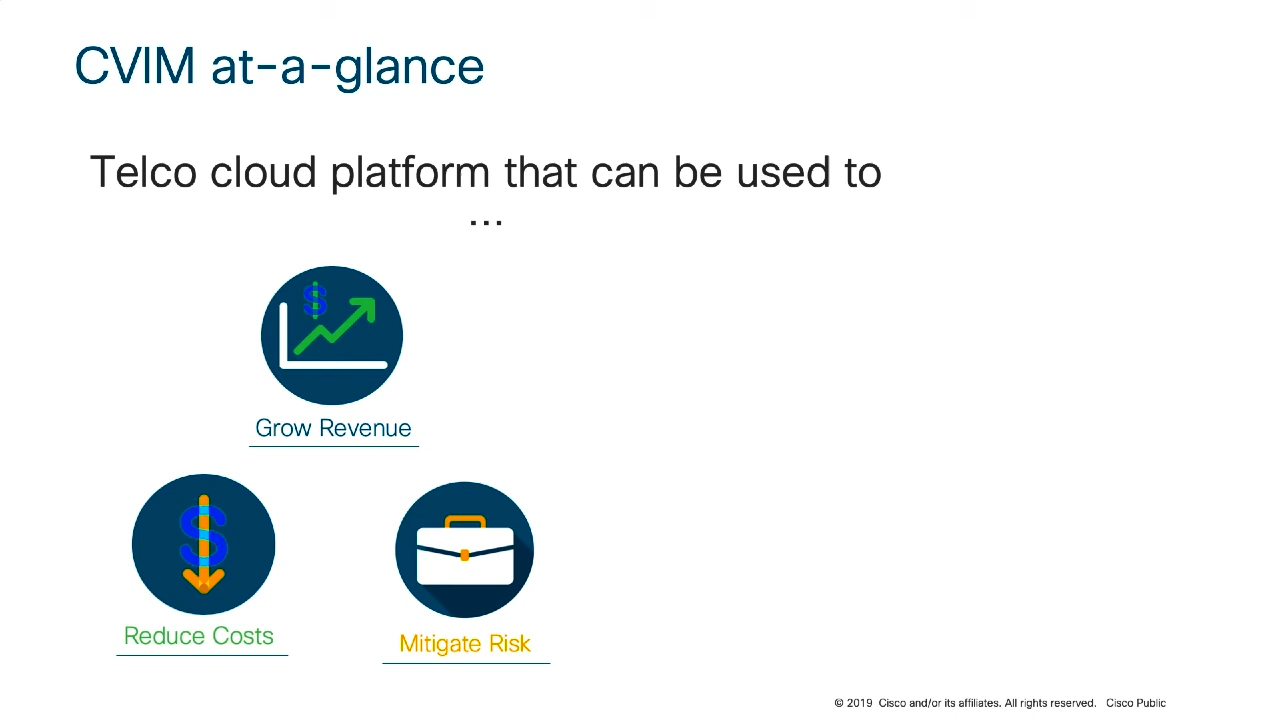 CVIM at-a-glance
Telco cloud platform that can be used to
...
$
Grow Revenue
$
Reduce Costs
Mitigate Risk
© 2019 Cisco and/or its affiliates. All rights reserved. Cisco Public